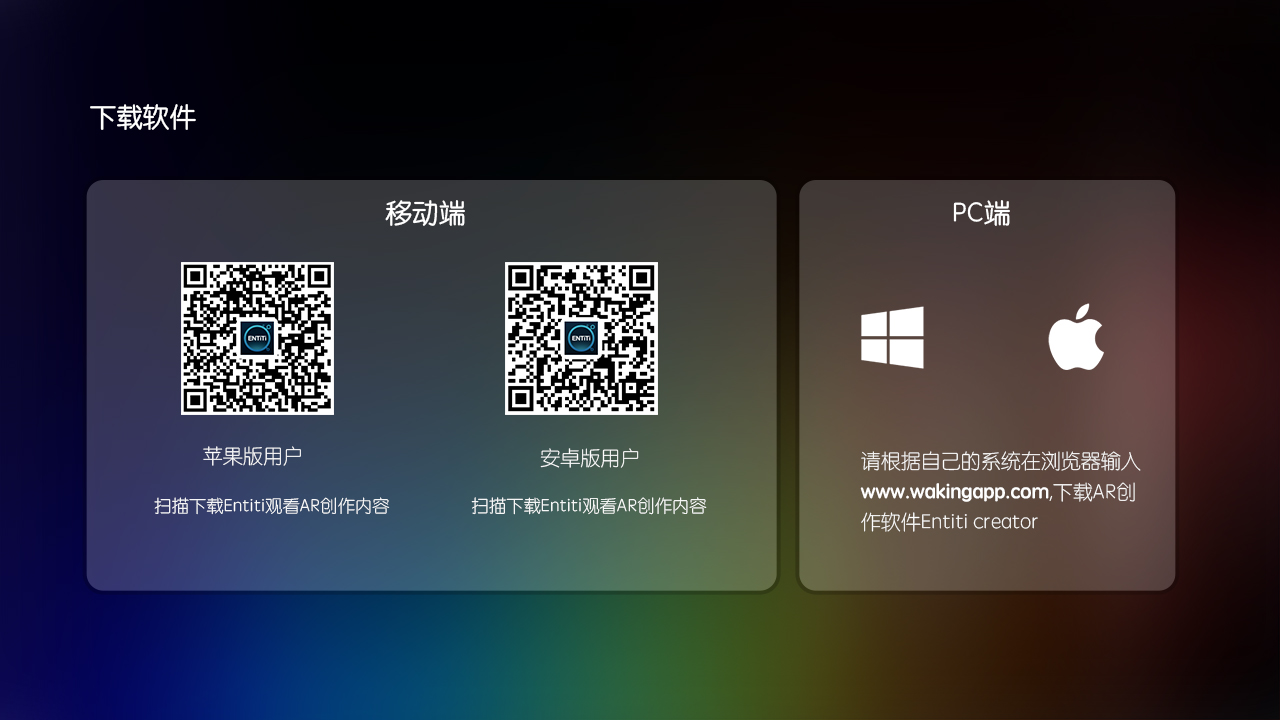 下载软件
移动端
ENTiTi
ENTiTi
苹果版用户
安卓版用户
扫描下载Entiti观看AR创作内容
扫描下载Entiti观看AR创作内容
PC端
请根据自己的系统在浏览器输入
www.wakingapp.com,下载AR创
作软件Entiti creator